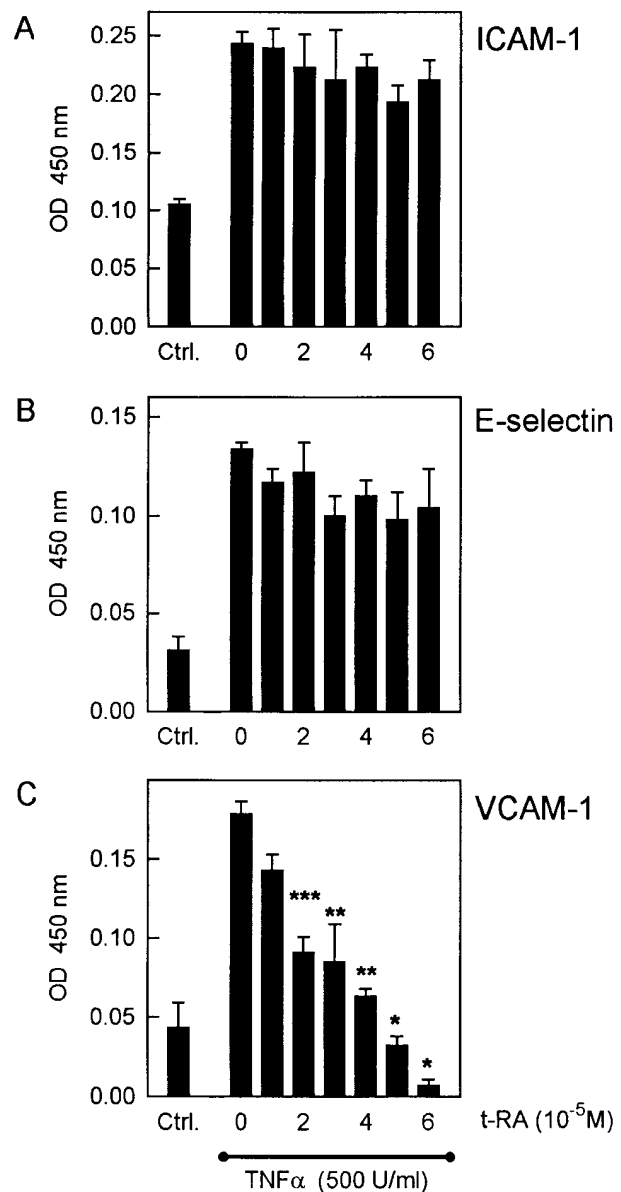 A
ICAM-1
OD 450 nm
0.25
0.20
0.15
0.10
0.05
0.00
Ctrl. 0 2 4 6
B
E-selectin
OD 450 nm
0.15
0.10
0.05
0.00
Ctrl. 0 2 4 6
C
VCAM-1
OD 450 nm
0.15
0.10
0.05
0.00
*** ** ** * *
Ctrl. 0 2 4 6 t-RA (10⁻⁵M)
TNFα (500 U/ml)